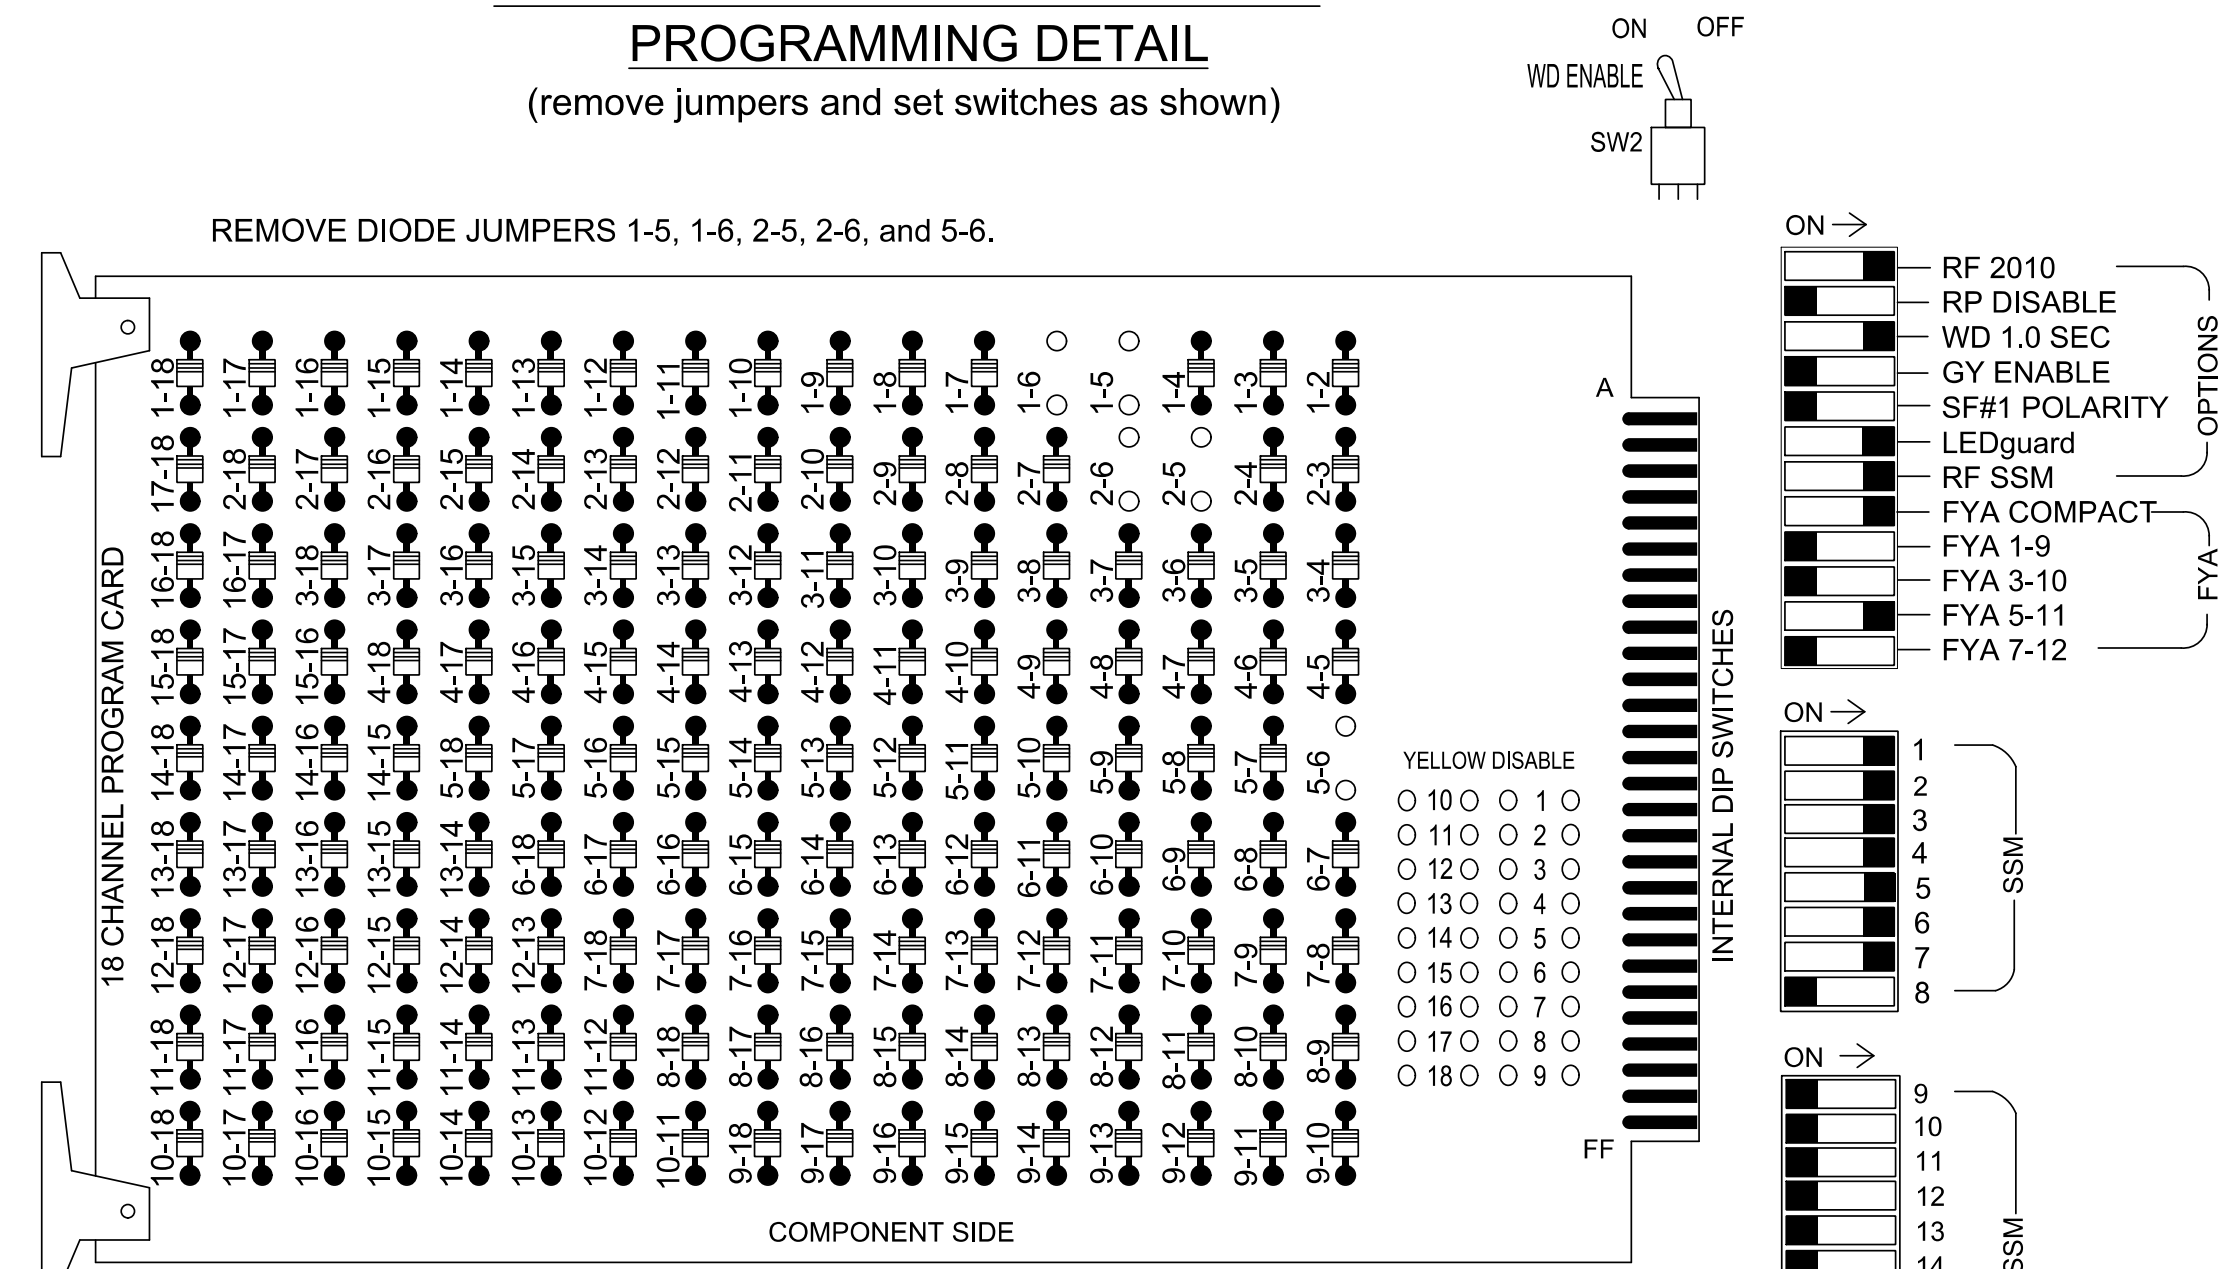 PROGRAMMING DETAIL
(remove jumpers and set switches as shown)
ON OFF
WD ENABLE
SW2
REMOVE DIODE JUMPERS 1-5, 1-6, 2-5, 2-6, and 5-6.
18 CHANNEL PROGRAM CARD
1-18 1-17 1-16 1-15 1-14 1-13 1-12 1-11 1-10 1-9 1-8 1-7 1-6 1-5 1-4 1-3 1-2
17-18 2-18 2-17 2-16 2-15 2-14 2-13 2-12 2-11 2-10 2-9 2-8 2-7 2-6 2-5 2-4 2-3
16-18 16-17 3-18 3-17 3-16 3-15 3-14 3-13 3-12 3-11 3-10 3-9 3-8 3-7 3-6 3-5 3-4
15-18 15-17 15-16 4-18 4-17 4-16 4-15 4-14 4-13 4-12 4-11 4-10 4-9 4-8 4-7 4-6 4-5
14-18 14-17 14-16 14-15 5-18 5-17 5-16 5-15 5-14 5-13 5-12 5-11 5-10 5-9 5-8 5-7 5-6
13-18 13-17 13-16 13-15 13-14 6-18 6-17 6-16 6-15 6-14 6-13 6-12 6-11 6-10 6-9 6-8 6-7
12-18 12-17 12-16 12-15 12-14 12-13 7-18 7-17 7-16 7-15 7-14 7-13 7-12 7-11 7-10 7-9 7-8
11-18 11-17 11-16 11-15 11-14 11-13 11-12 8-18 8-17 8-16 8-15 8-14 8-13 8-12 8-11 8-10 8-9
10-18 10-17 10-16 10-15 10-14 10-13 10-12 10-11 9-18 9-17 9-16 9-15 9-14 9-13 9-12 9-11 9-10
COMPONENT SIDE
A
FF
YELLOW DISABLE
10 1
11 2
12 3
13 4
14 5
15 6
16 7
17 8
18 9
INTERNAL DIP SWITCHES
ON
RF 2010
RP DISABLE
WD 1.0 SEC
GY ENABLE
SF#1 POLARITY
LEDguard
RF SSM
OPTIONS
FYA COMPACT
FYA 1-9
FYA 3-10
FYA 5-11
FYA 7-12
FYA
ON
1
2
3
4
5
6
7
8
SSM
ON
9
10
11
12
13
14
SSM